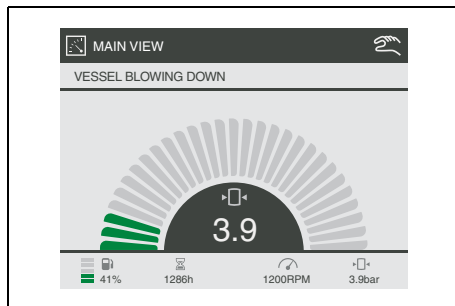 MAIN VIEW
VESSEL BLOWING DOWN
3.9
41% 1286h 1200RPM 3.9bar